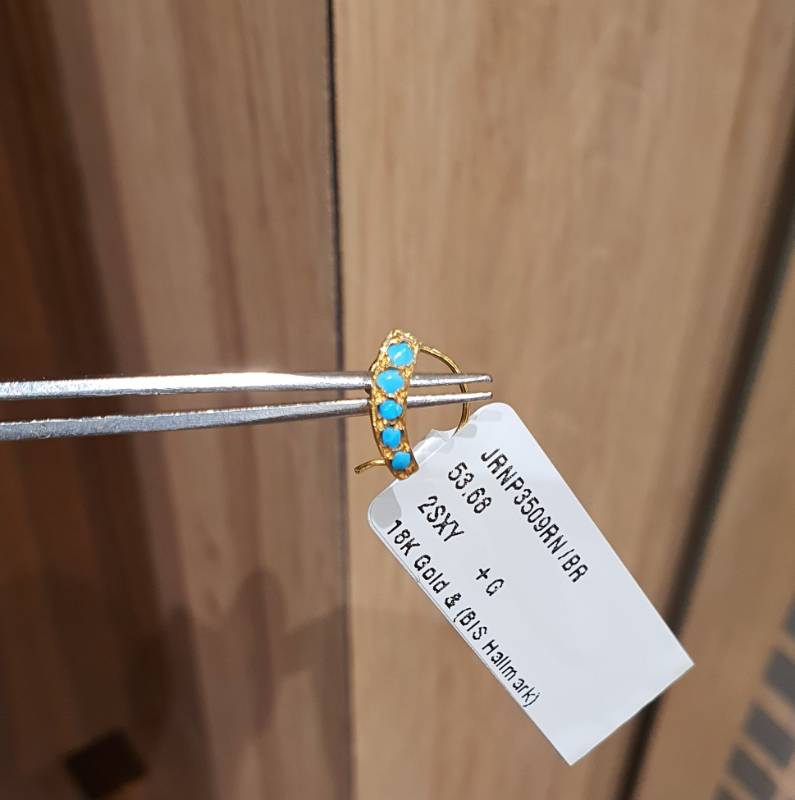 JRNP3509RN/BR
53.68
2SXY +G
18K Gold & (BIS Hallmark)